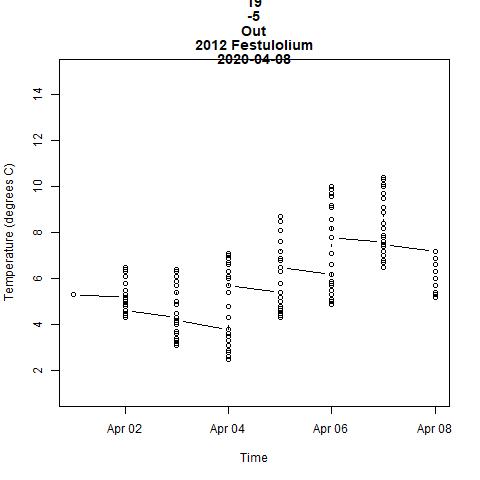 19
-5
Out
2012 Festulolium
2020-04-08
14
12
10
8
6
4
2
Temperature (degrees C)
Apr 02
Apr 04
Apr 06
Apr 08
Time